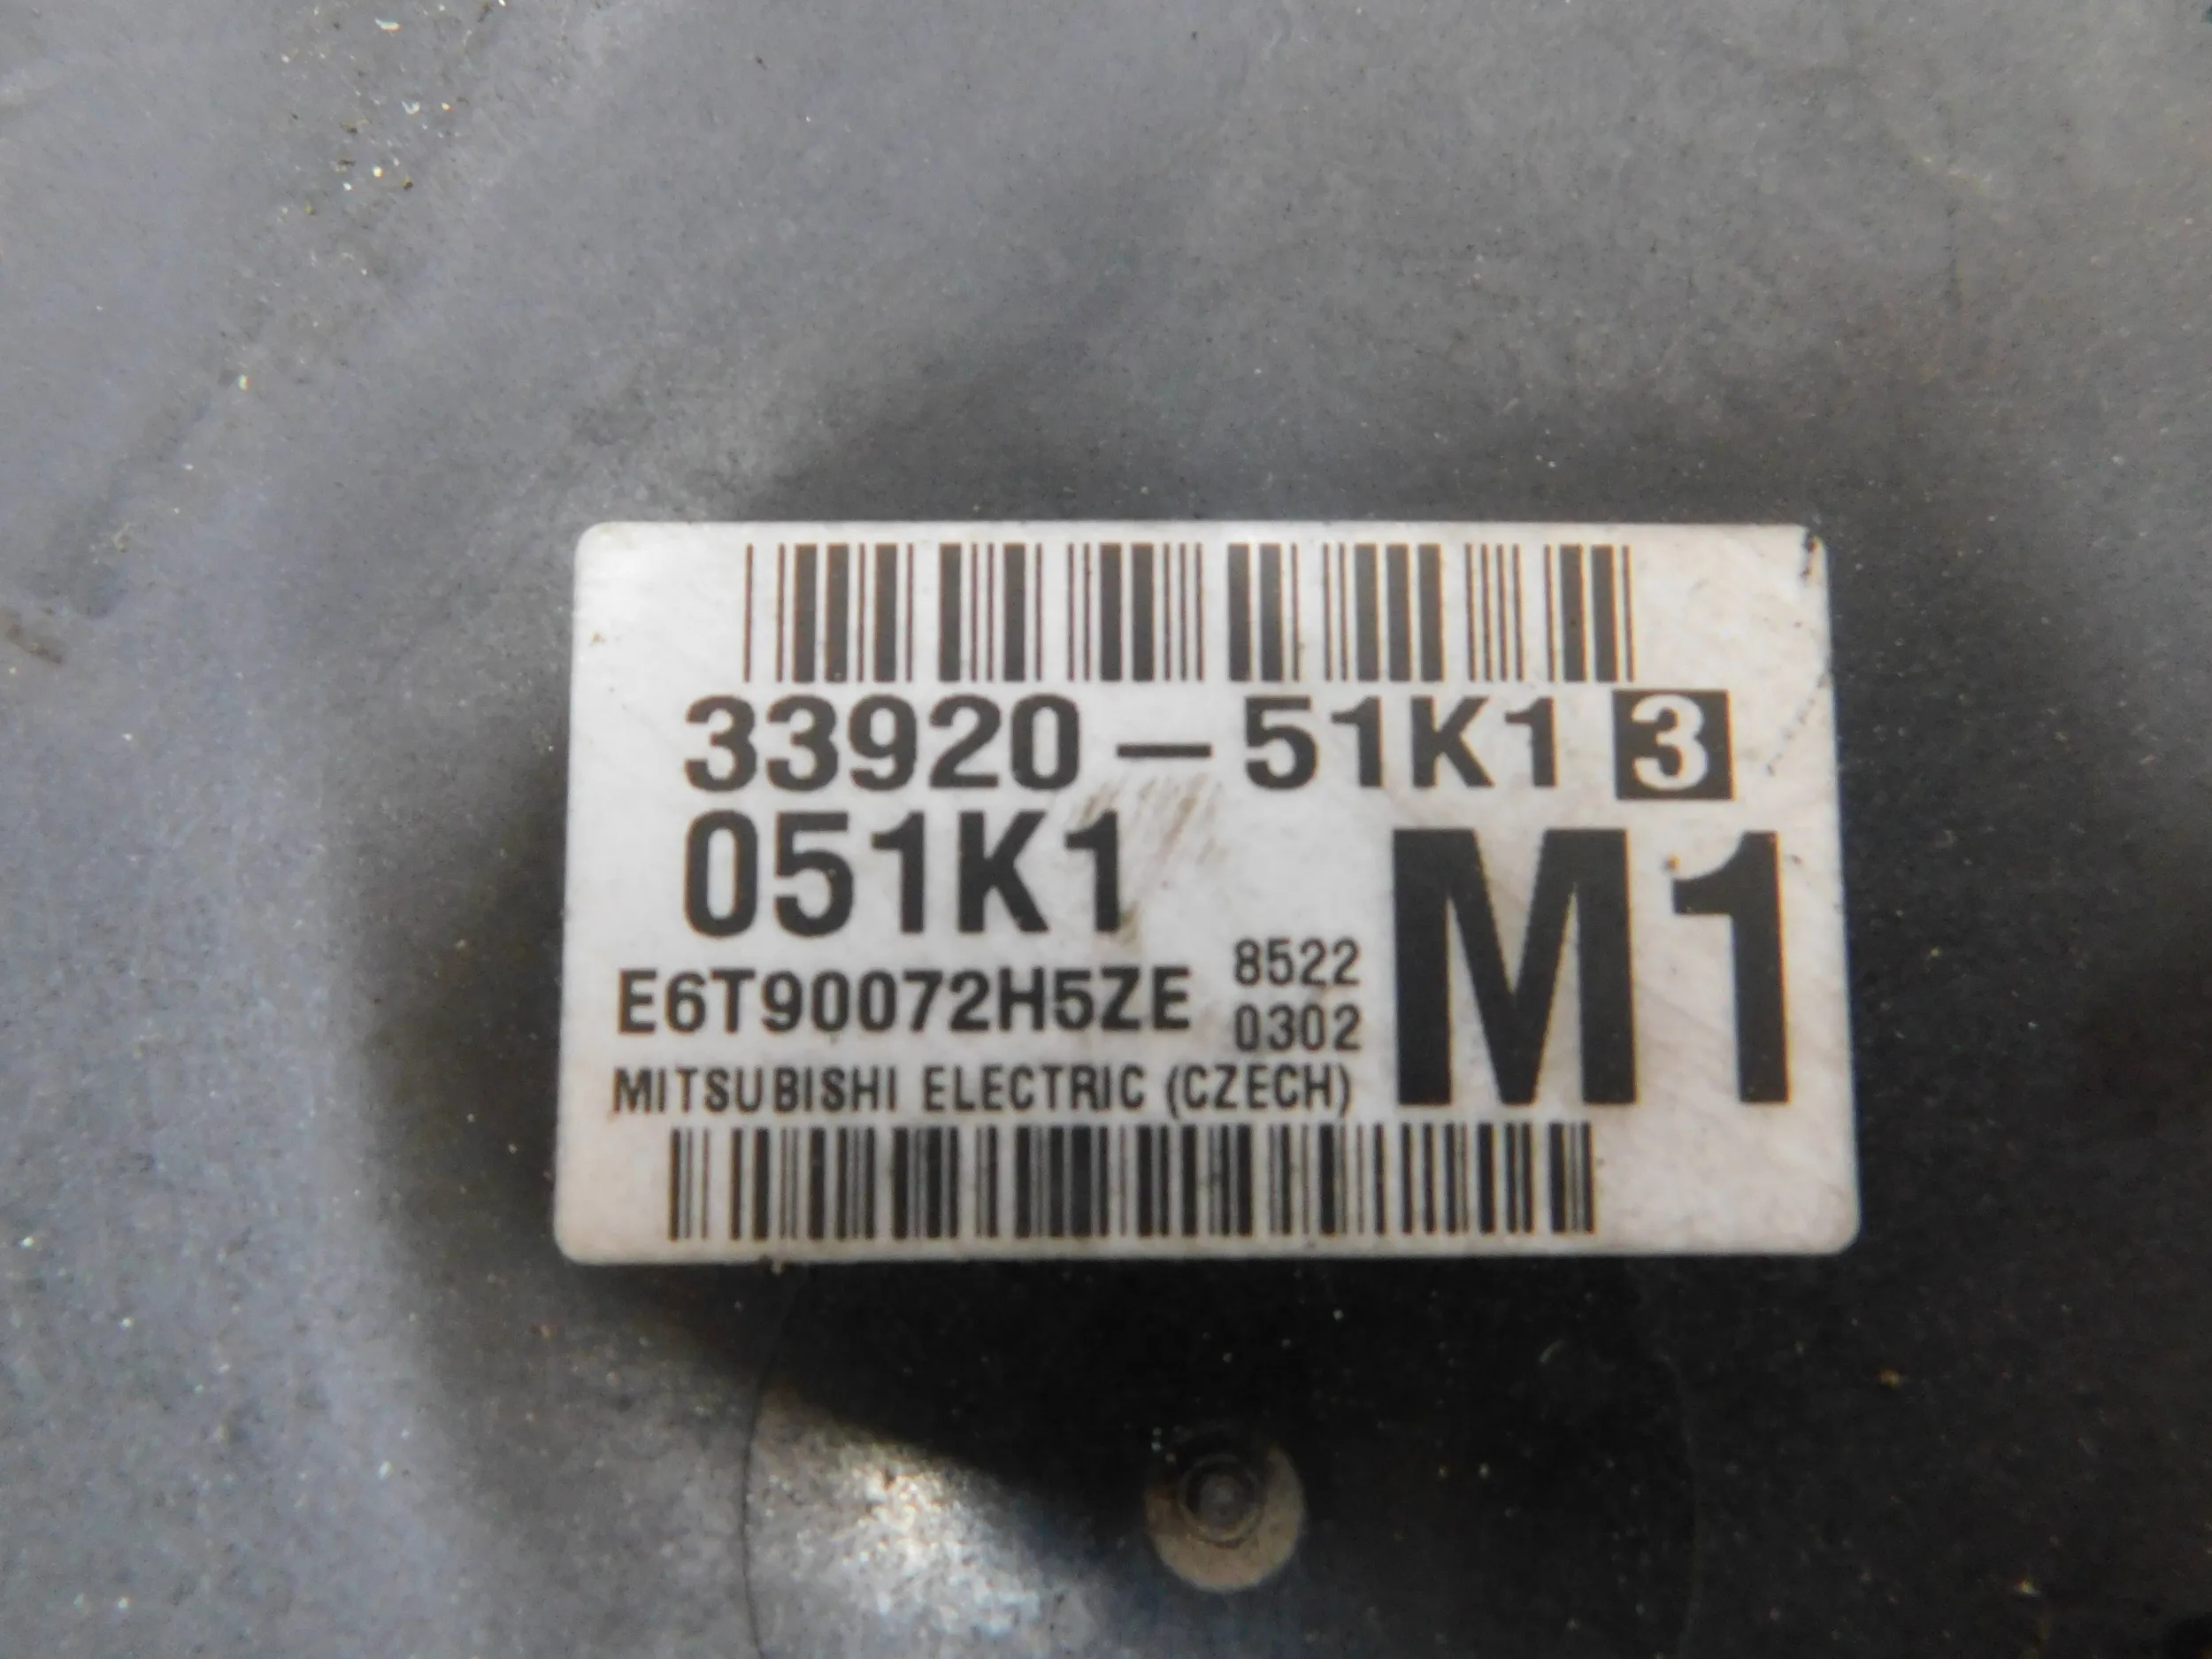 33920-51K1 3
051K1
E6T90072H5ZE 8522
0302
M1
MITSUBISHI ELECTRIC (CZECH)